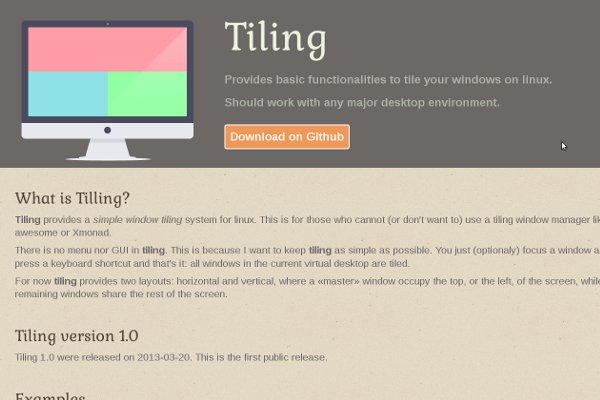 Tiling
Provides basic functionalities to tile your windows on linux.
Should work with any major desktop environment.
Download on Github
What is Tilling?
Tiling provides a simple window tiling system for linux. This is for those who cannot (or don't want to) use a tiling window manager
awesome or Xmonad.
There is no menu nor GUI in tiling. This is because I want to keep tiling as simple as possible. You just (optionaly) focus a window
press a keyboard shortcut and that's it: all windows in the current virtual desktop are tiled.
For now tiling provides two layouts: horizontal and vertical, where a «master» window occupy the top, or the left, of the screen,
remaining windows share the rest of the screen.
Tiling version 1.0
Tiling 1.0 were released on 2013-03-20. This is the first public release.
Examples